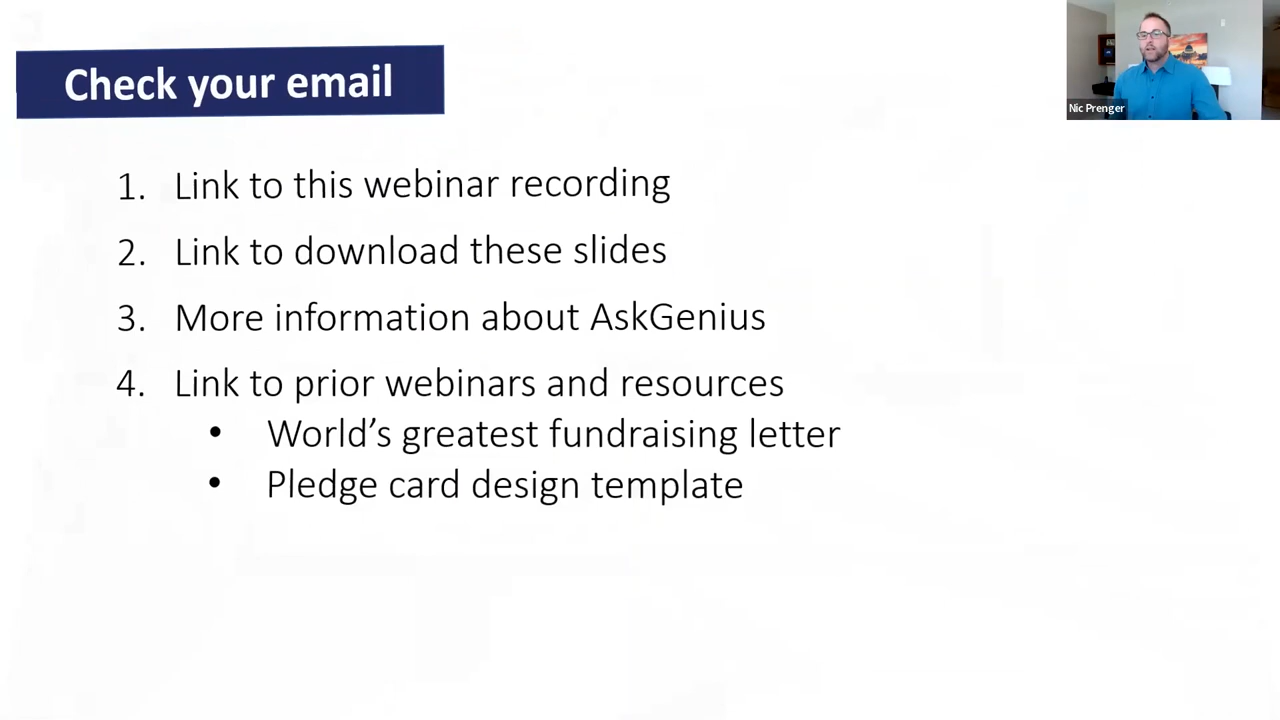 Check your email
Nic Prenger
1. Link to this webinar recording
2. Link to download these slides
3. More information about AskGenius
4. Link to prior webinars and resources
• World’s greatest fundraising letter
• Pledge card design template